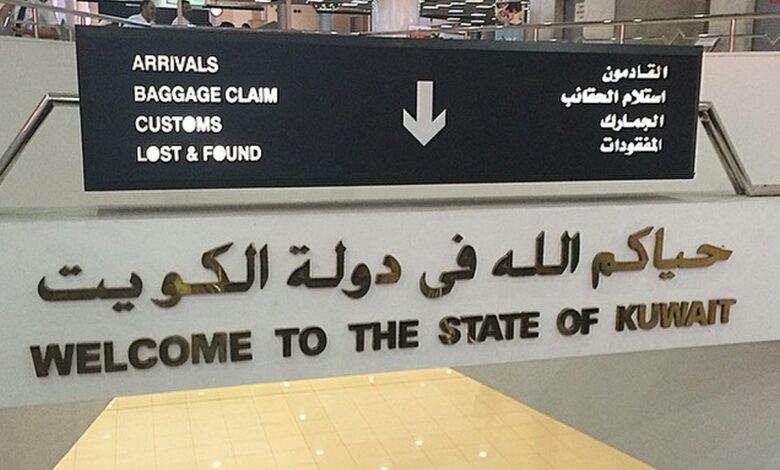 ARRIVALS
BAGGAGE CLAIM
CUSTOMS
LOST & FOUND
القادمون
استلام الحقائب
الجمارك
المفقودات
حياكم الله في دولة الكويت
WELCOME TO THE STATE OF KUWAIT